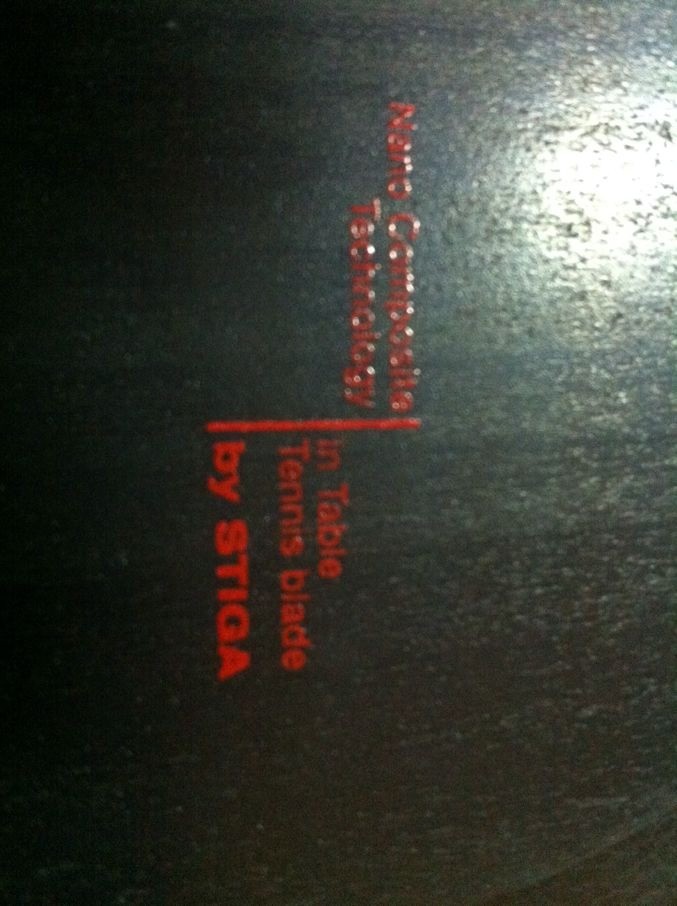 Nano Composite
Technology
in Table
Tennis blade
by STIGA